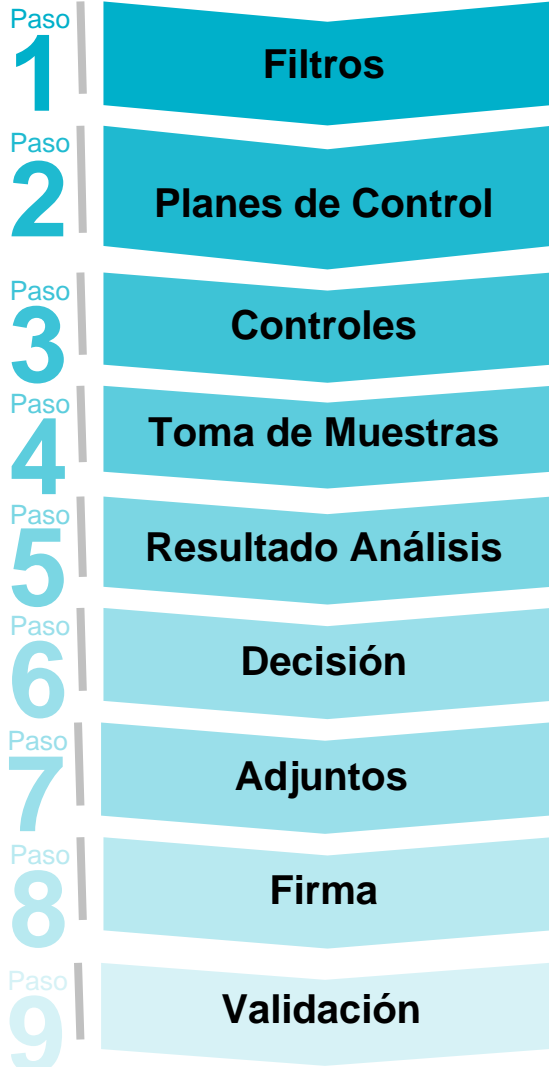 Paso
1
Filtros
Paso
2
Planes de Control
Paso
3
Controles
Paso
4
Toma de Muestras
Paso
5
Resultado Análisis
Paso
6
Decisión
Paso
7
Adjuntos
Paso
8
Firma
Paso
9
Validación